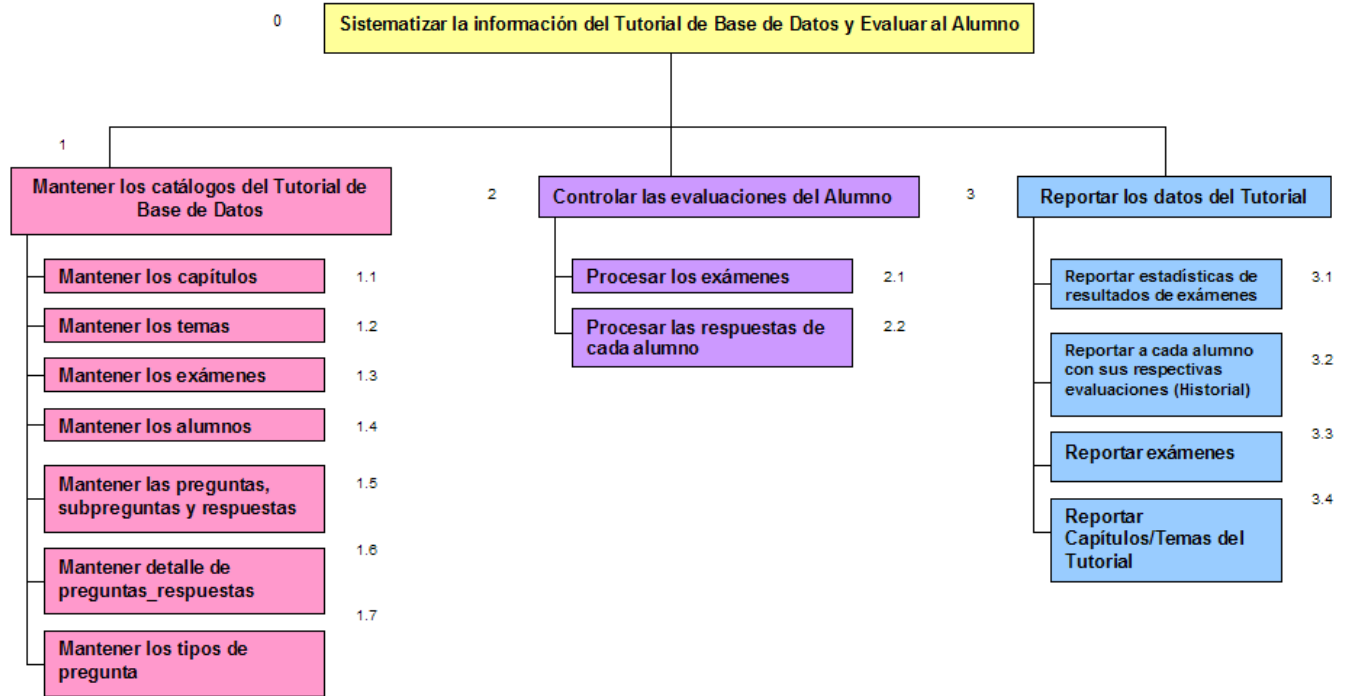 0
Sistematizar la información del Tutorial de Base de Datos y Evaluar al Alumno
1
Mantener los catálogos del Tutorial de
Base de Datos
Mantener los capítulos
1.1
Mantener los temas
1.2
Mantener los exámenes
1.3
Mantener los alumnos
1.4
Mantener las preguntas,
subpreguntas y respuestas
1.5
Mantener detalle de
preguntas_respuestas
1.6
Mantener los tipos de
pregunta
1.7
2
Controlar las evaluaciones del Alumno
Procesar los exámenes
2.1
Procesar las respuestas de
cada alumno
2.2
3
Reportar los datos del Tutorial
Reportar estadísticas de
resultados de exámenes
3.1
Reportar a cada alumno
con sus respectivas
evaluaciones (Historial)
3.2
Reportar exámenes
3.3
Reportar
Capítulos/Temas del
Tutorial
3.4